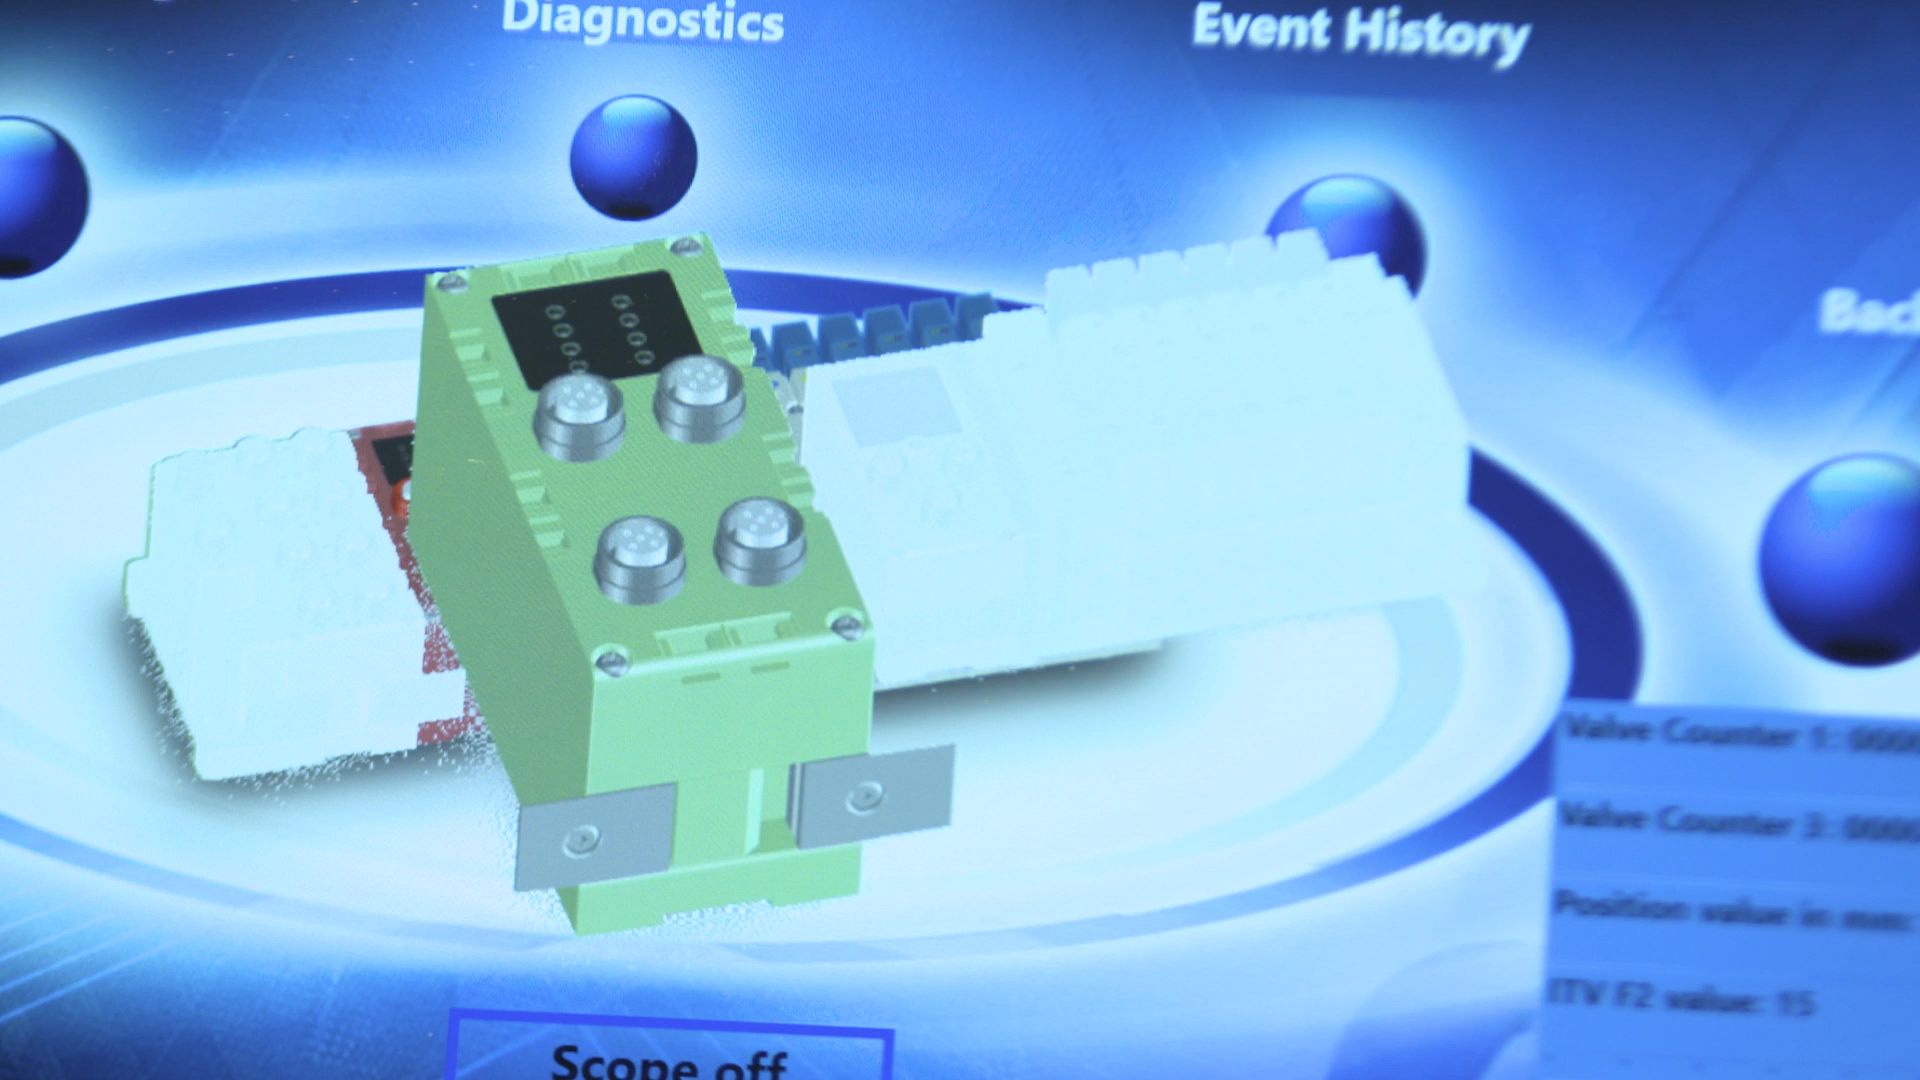 Diagnostics
Event History
Valve Counter 1:
Valve Counter 3:
Position value in mm:
ITV F2 value: 15
Scope off